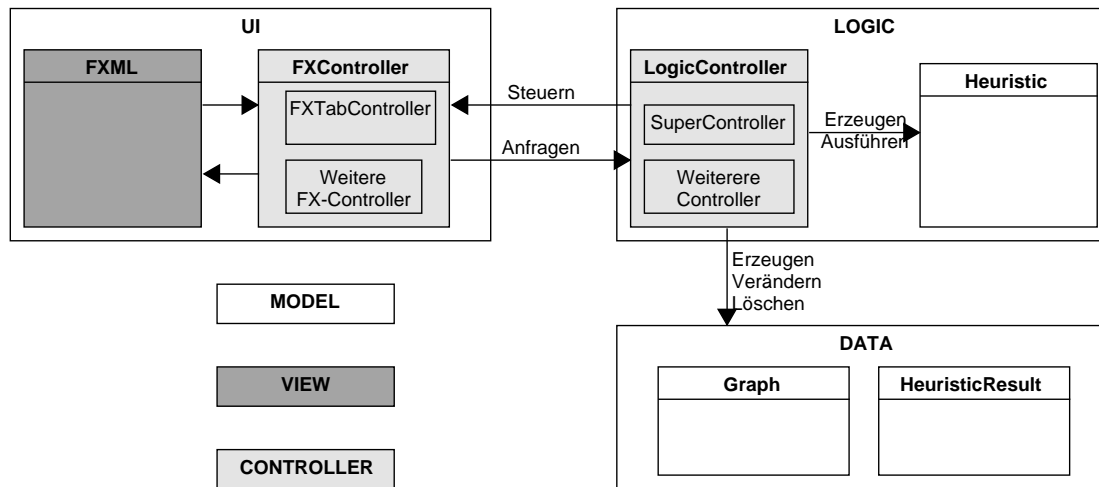 UI
LOGIC
FXML
FXController
LogicController
Heuristic
FXTabController
Steuern
SuperController
Erzeugen
Ausführen
Anfragen
Weitere
FX-Controller
Weiterere
Controller
Erzeugen
Verändern
Löschen
MODEL
DATA
VIEW
Graph
HeuristicResult
CONTROLLER